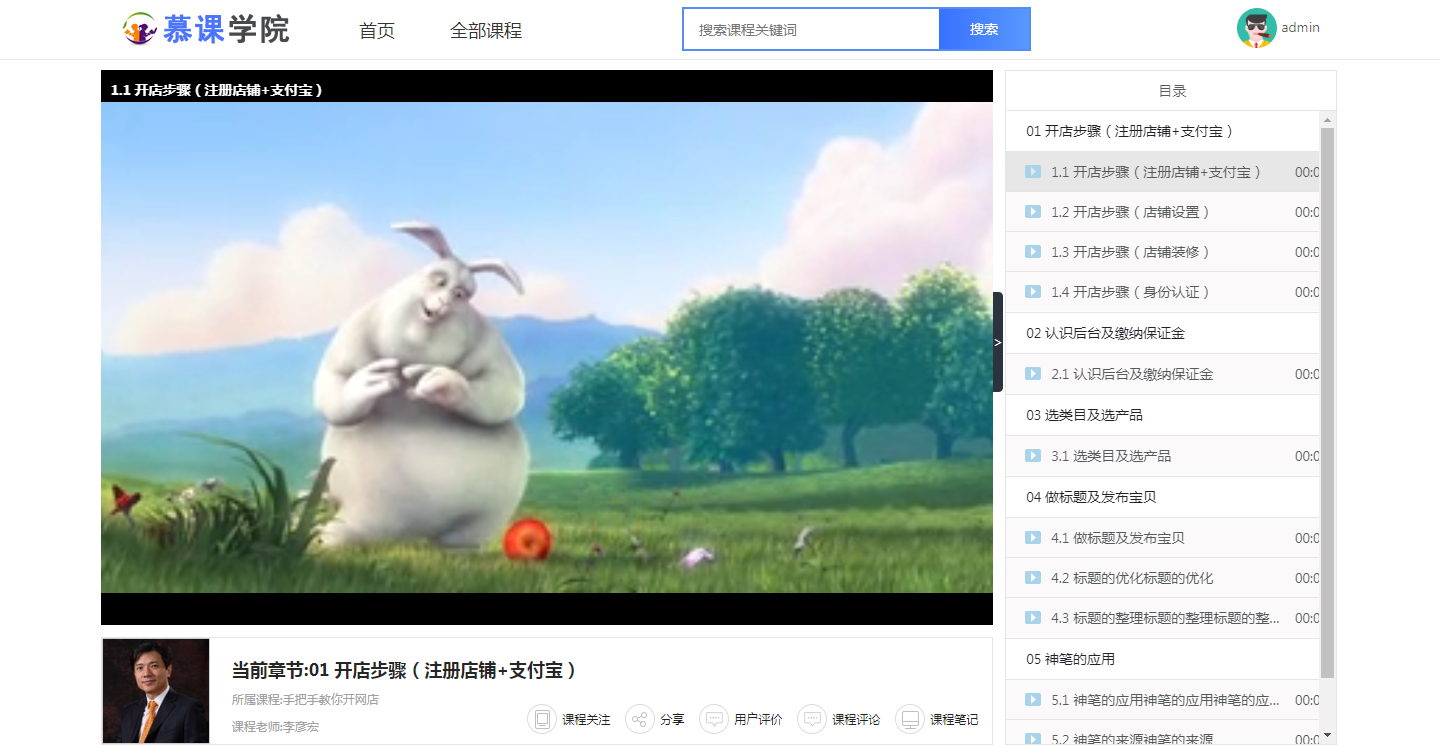 慕课学院
首页
全部课程
搜索课程关键词
搜索
admin
1.1 开店步骤（注册店铺+支付宝）
>
当前章节:01 开店步骤（注册店铺+支付宝）
所属课程:手把手教你开网店
课程老师:李彦宏
课程关注
分享
用户评价
课程评论
课程笔记
目录
01 开店步骤（注册店铺+支付宝）
1.1 开店步骤（注册店铺+支付宝） 00:0
1.2 开店步骤（店铺设置） 00:0
1.3 开店步骤（店铺装修） 00:0
1.4 开店步骤（身份认证） 00:0
02 认识后台及缴纳保证金
2.1 认识后台及缴纳保证金 00:0
03 选类目及选产品
3.1 选类目及选产品 00:0
04 做标题及发布宝贝
4.1 做标题及发布宝贝 00:0
4.2 标题的优化标题的优化 00:0
4.3 标题的整理标题的整理标题的整... 00:0
05 神笔的应用
5.1 神笔的应用神笔的应用神笔的应... 00:0
5.2 神笔的来源神笔的来源 00:0